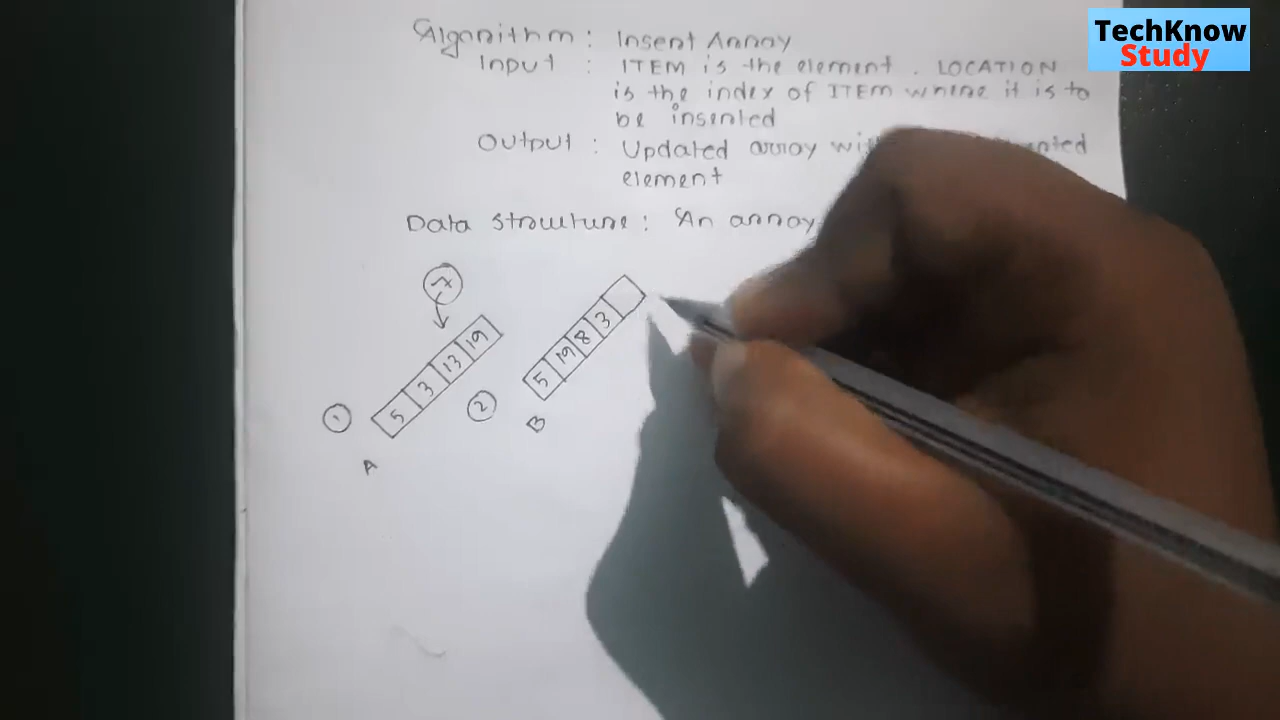 TechKnow
Study
Algorithm : Insert Array
Input : ITEM is the element . LOCATION
is the index of ITEM where it is to
be inserted
Output : Updated array
element
Data structure : An array
7
5 3 13 19
1
A
5 19 8 3
2
B